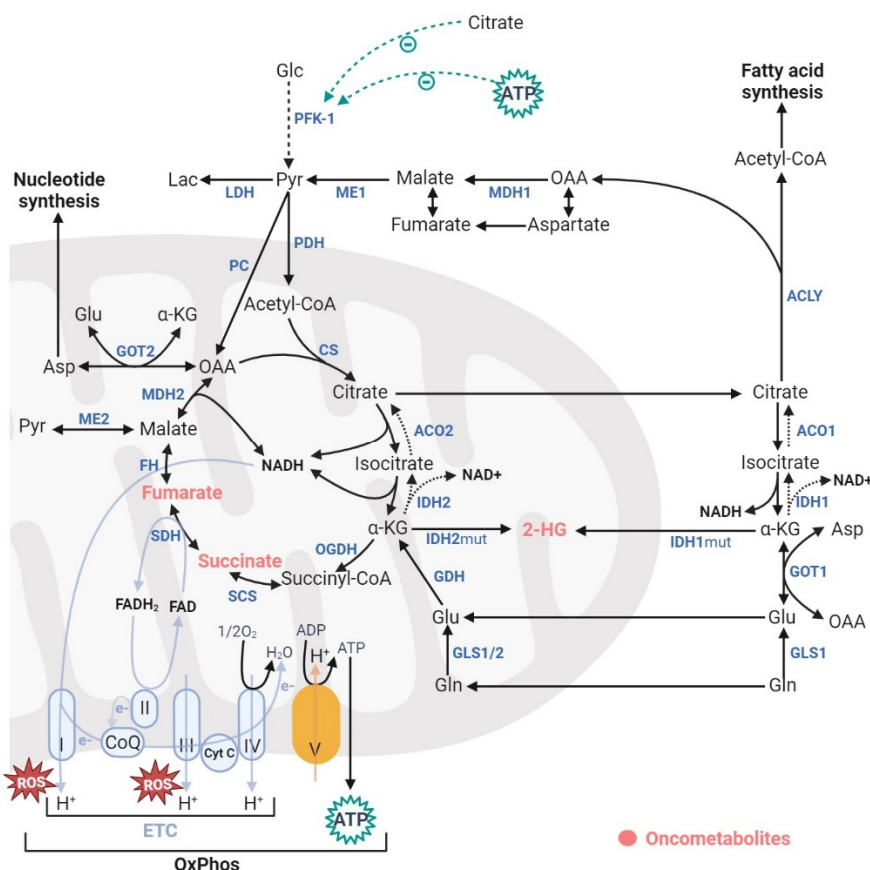 Citrate
Glc
ATP
Fatty acid
synthesis
PFK-1
Acetyl-CoA
Nucleotide
synthesis
Lac
LDH
Pyr
ME1
Malate
MDH1
OAA
Fumarate
Aspartate
PC
PDH
ACLY
Acetyl-CoA
Glu
α-KG
GOT2
Asp
OAA
CS
MDH2
Citrate
Citrate
Pyr
ME2
Malate
ACO2
ACO1
FH
NADH
Isocitrate
NAD+
Isocitrate
NAD+
Fumarate
IDH2
NADH
IDH1
SDH
α-KG
IDH2mut
2-HG
IDH1mut
α-KG
Asp
Succinate
OGDH
GDH
GOT1
SCS
Succinyl-CoA
FADH₂
FAD
Glu
Glu
OAA
1/2O₂
H₂O
ADP
H⁺
ATP
GLS1/2
GLS1
e-
Gln
Gln
e-
II
I
e-
CoQ
III
Cyt C
IV
V
ROS
H⁺
ROS
H⁺
H⁺
ATP
ETC
OxPhos
Oncometabolites